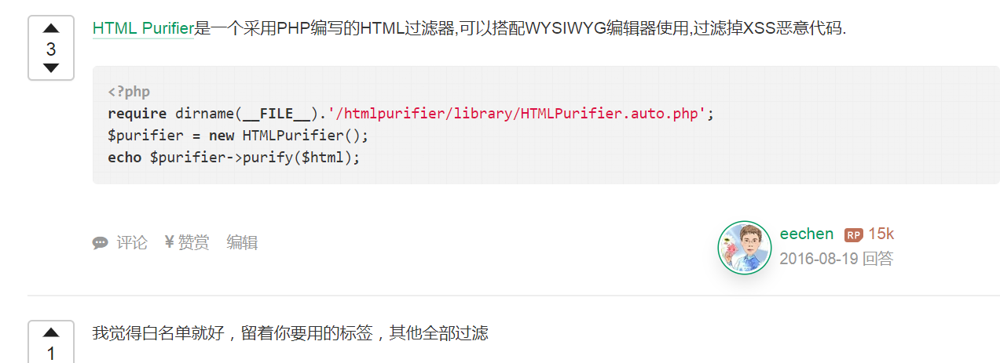 3
HTML Purifier是一个采用PHP编写的HTML过滤器,可以搭配WYSIWYG编辑器使用,过滤掉XSS恶意代码.
<?php
require dirname(__FILE__).'/htmlpurifier/library/HTMLPurifier.auto.php';
$purifier = new HTMLPurifier();
echo $purifier->purify($html);
评论 ¥ 赞赏 编辑
eechen RP 15k
2016-08-19 回答
1
我觉得白名单就好，留着你要用的标签，其他全部过滤